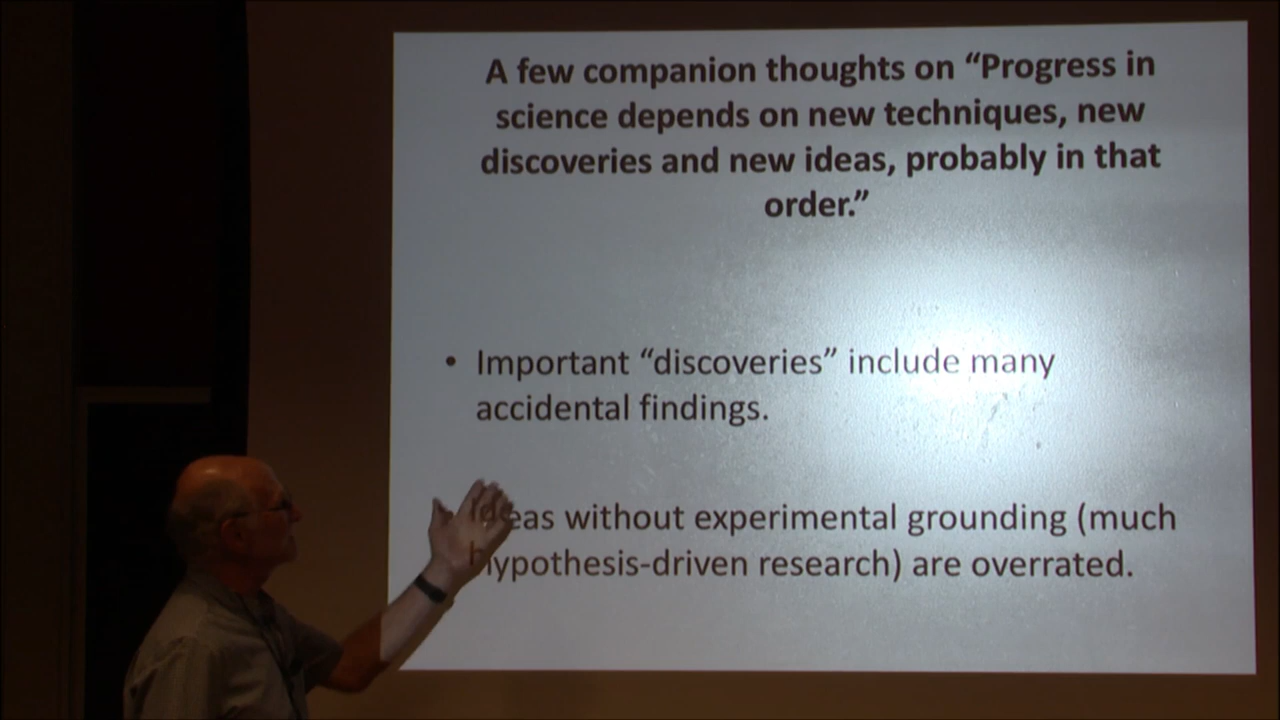 A few companion thoughts on “Progress in
science depends on new techniques, new
discoveries and new ideas, probably in that
order.”
• Important “discoveries” include many
accidental findings.
Ideas without experimental grounding (much
hypothesis-driven research) are overrated.